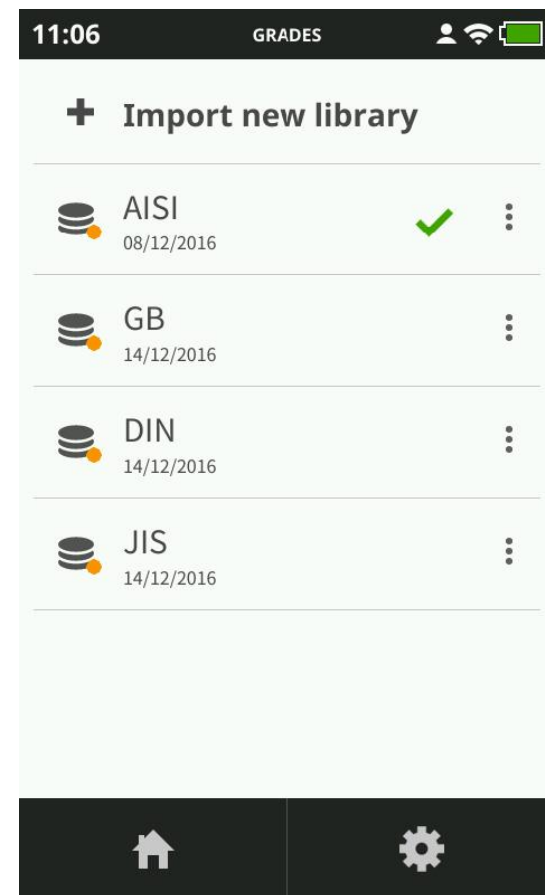 11:06 GRADES
Import new library
AISI
08/12/2016
GB
14/12/2016
DIN
14/12/2016
JIS
14/12/2016